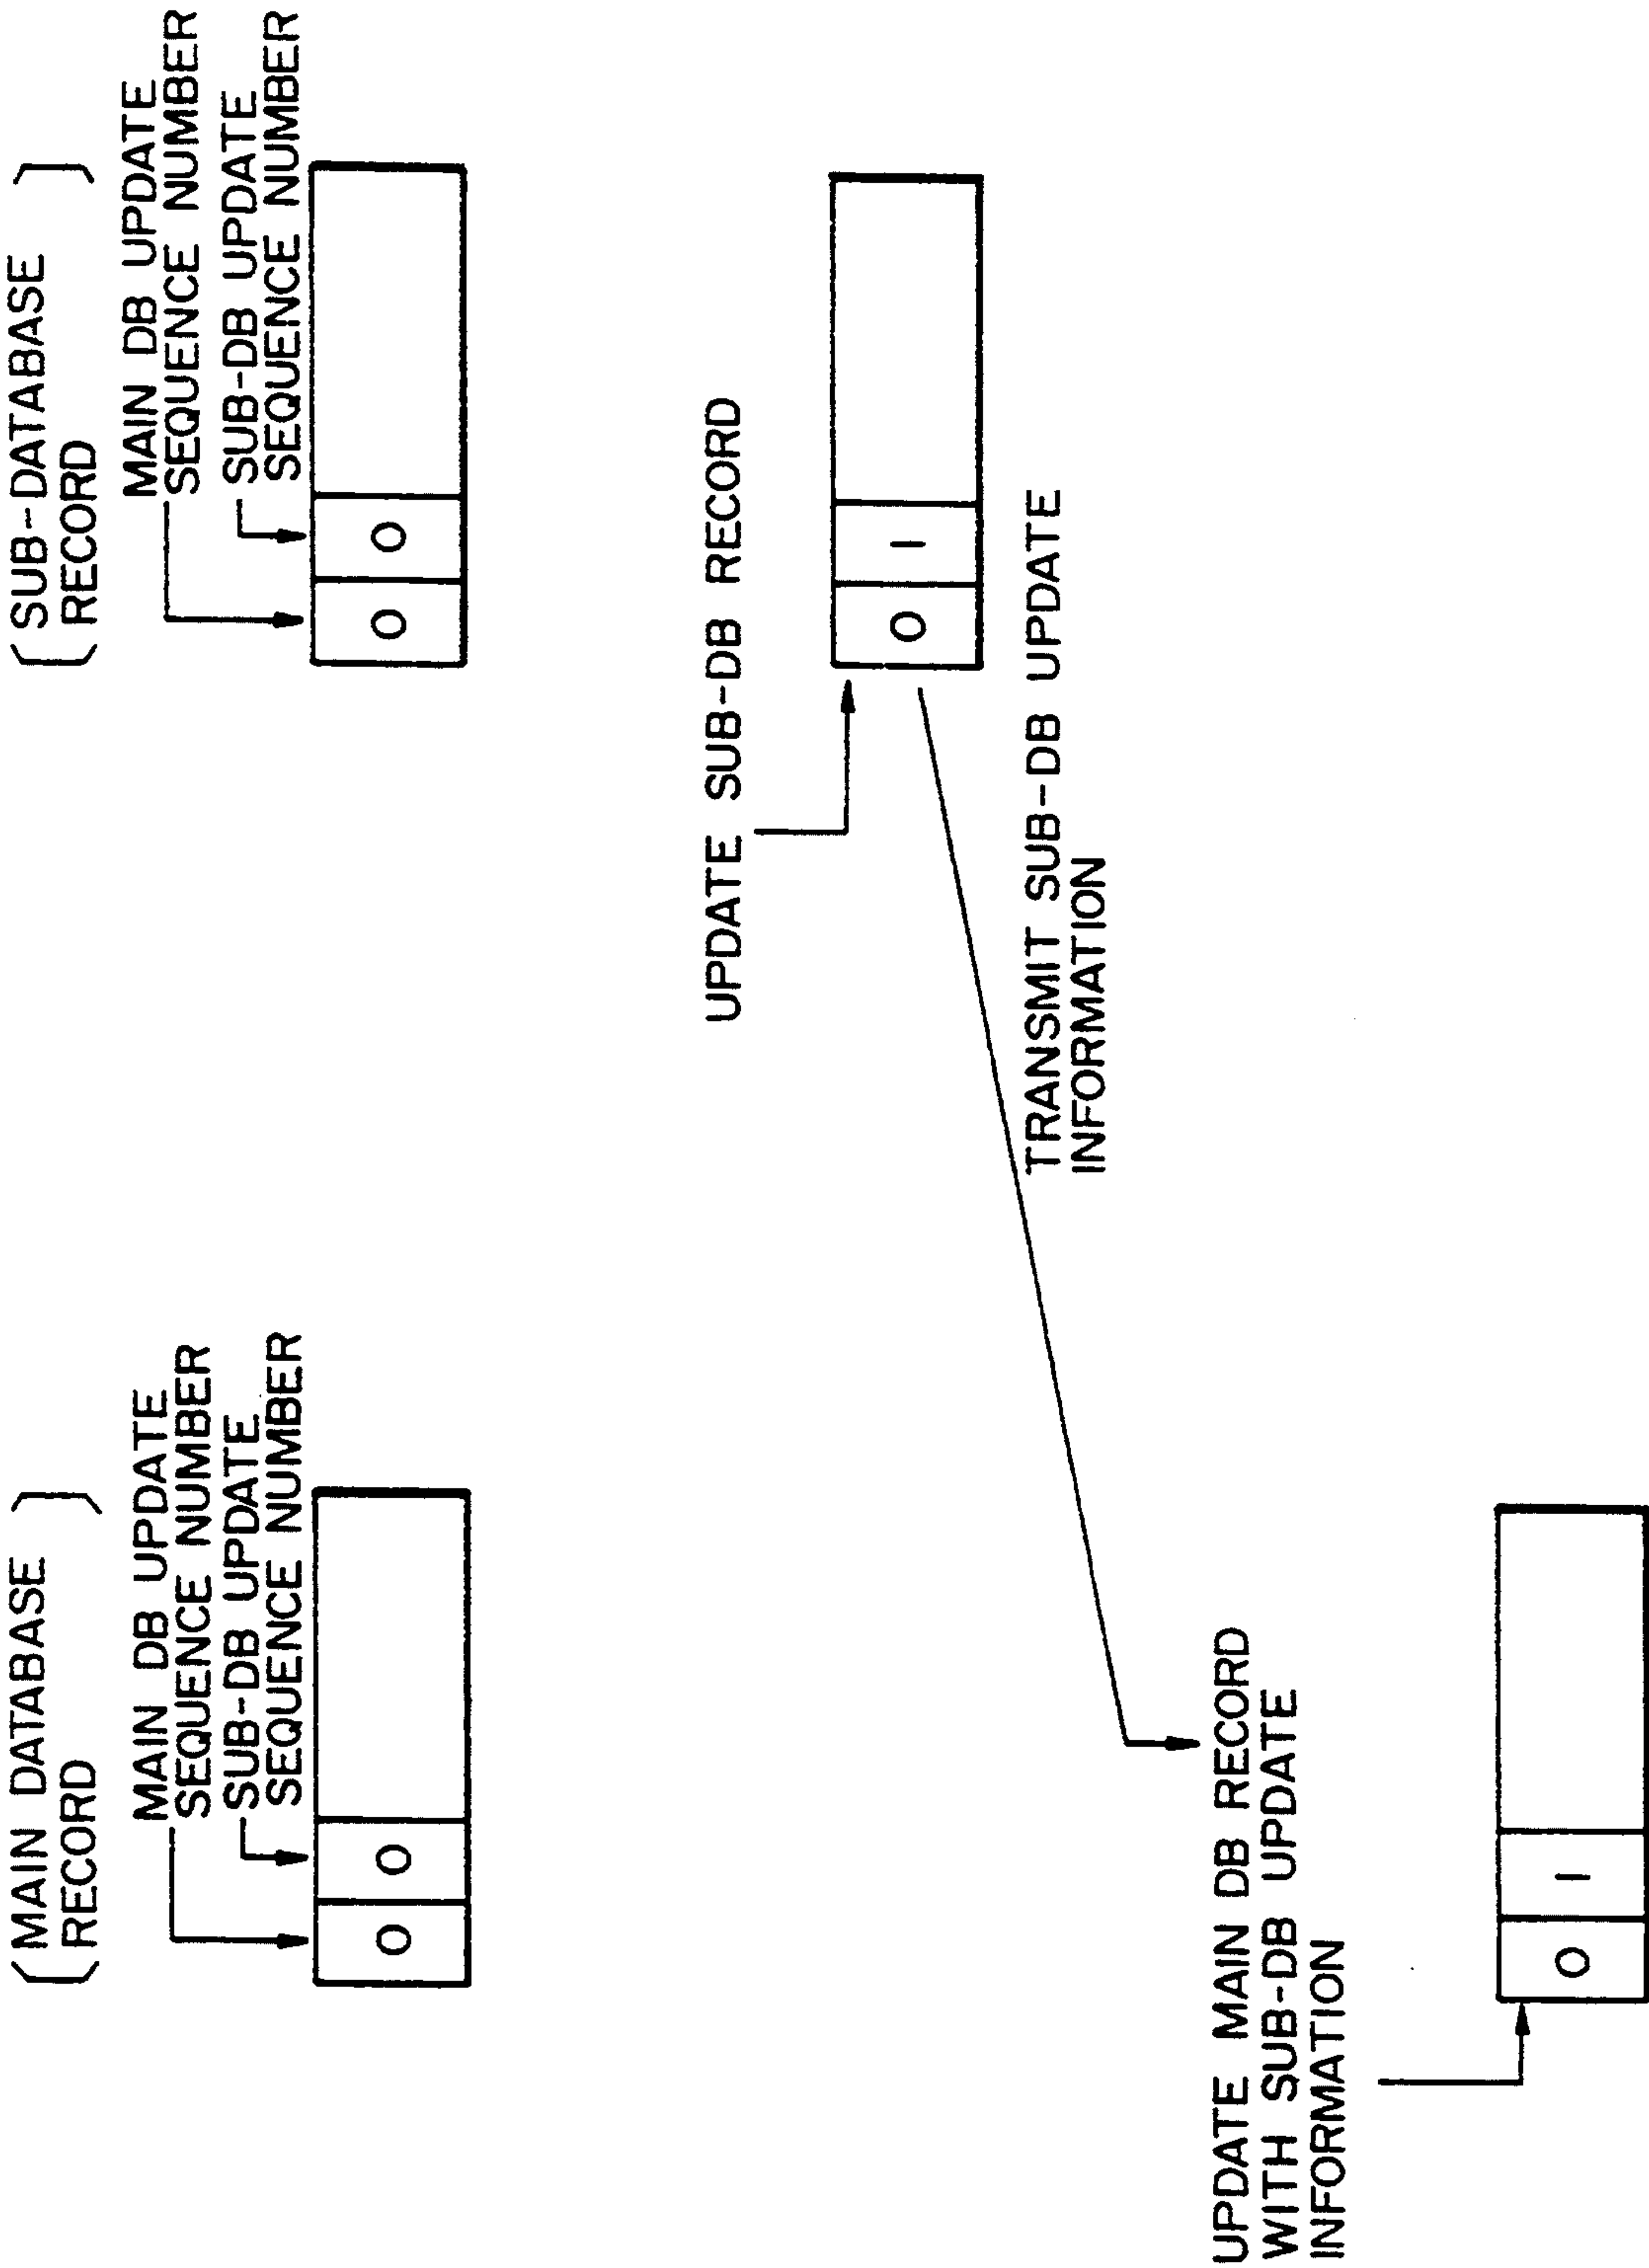 (MAIN DATABASE
RECORD)
MAIN DB UPDATE
SEQUENCE NUMBER
SUB-DB UPDATE
SEQUENCE NUMBER
0 0
(SUB-DATABASE
RECORD)
MAIN DB UPDATE
SEQUENCE NUMBER
SUB-DB UPDATE
SEQUENCE NUMBER
0 0
UPDATE SUB-DB RECORD
0 1
TRANSMIT SUB-DB UPDATE
INFORMATION
UPDATE MAIN DB RECORD
WITH SUB-DB UPDATE
INFORMATION
0 1